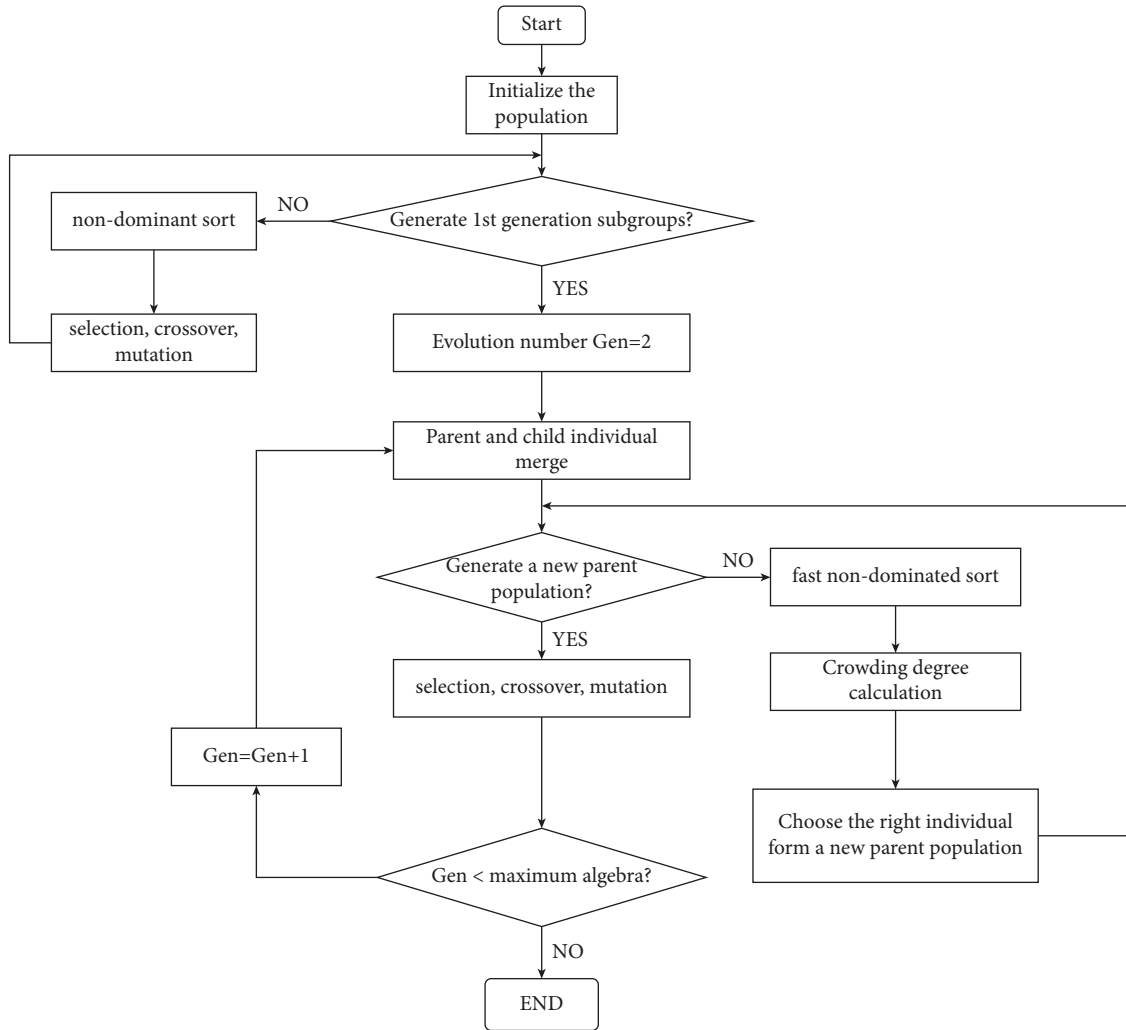 Start
Initialize the
population
NO
non-dominant sort
Generate 1st generation subgroups?
YES
selection, crossover,
mutation
Evolution number Gen=2
Parent and child individual
merge
Generate a new parent
population?
NO
fast non-dominated sort
YES
selection, crossover, mutation
Crowding degree
calculation
Gen=Gen+1
Choose the right individual
form a new parent population
Gen < maximum algebra?
NO
END